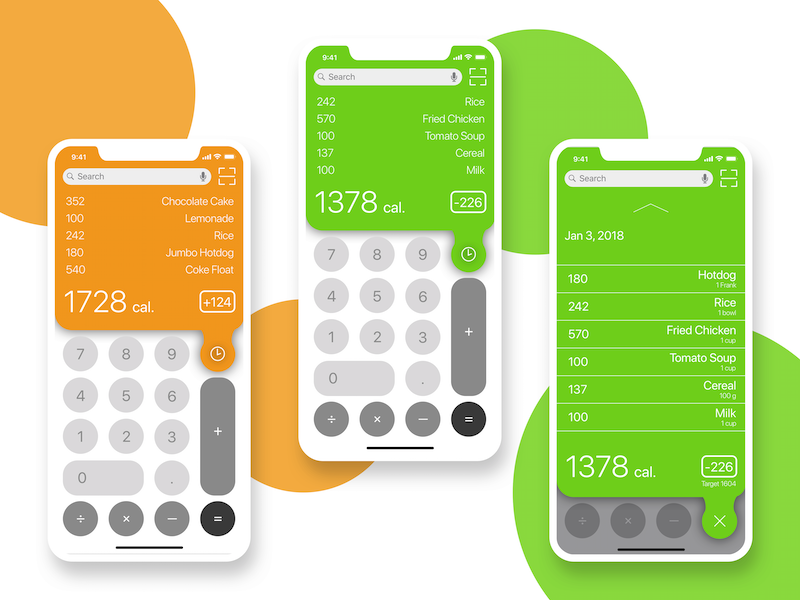 9:41
Search
352 Chocolate Cake
100 Lemonade
242 Rice
180 Jumbo Hotdog
540 Coke Float
1728 cal. +124
7 8 9
4 5 6
1 2 3 +
0 .
÷ × − =
9:41
Search
242 Rice
570 Fried Chicken
100 Tomato Soup
137 Cereal
100 Milk
1378 cal. -226
7 8 9
4 5 6 +
1 2 3
0 .
÷ × − =
9:41
Search
Jan 3, 2018
180 Hotdog
1 Frank
242 Rice
1 bowl
570 Fried Chicken
1 cup
100 Tomato Soup
1 cup
137 Cereal
100 g
100 Milk
1 cup
1378 cal. -226
Target 1604
÷ × −